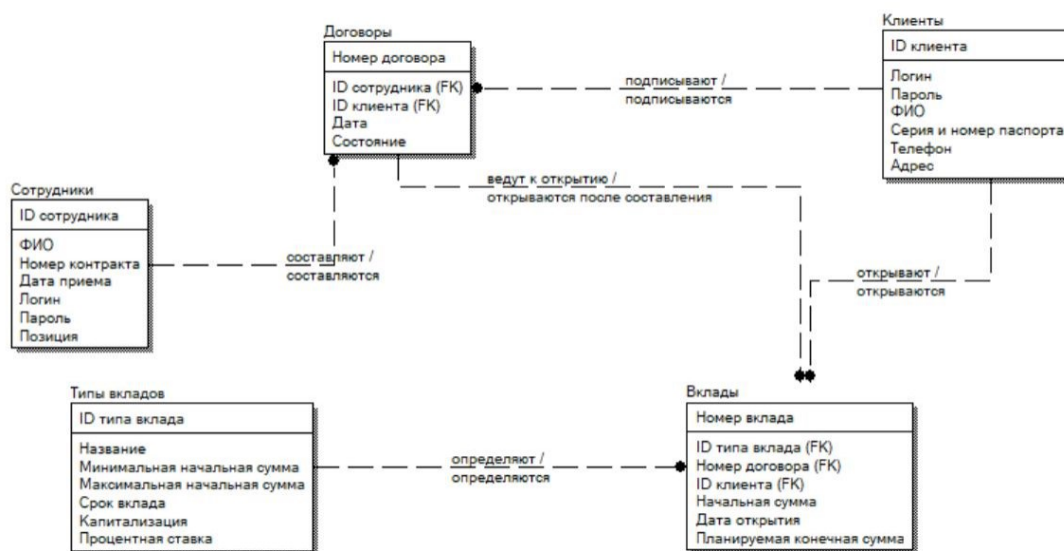 Договоры
Номер договора
ID сотрудника (FK)
ID клиента (FK)
Дата
Состояние
Клиенты
ID клиента
Логин
Пароль
ФИО
Серия и номер паспорта
Телефон
Адрес
подписывают /
подписываются
ведут к открытию /
открываются после составления
Сотрудники
ID сотрудника
ФИО
Номер контракта
Дата приема
Логин
Пароль
Позиция
составляют /
составляются
открывают /
открываются
Типы вкладов
ID типа вклада
Название
Минимальная начальная сумма
Максимальная начальная сумма
Срок вклада
Капитализация
Процентная ставка
определяют /
определяются
Вклады
Номер вклада
ID типа вклада (FK)
Номер договора (FK)
ID клиента (FK)
Начальная сумма
Дата открытия
Планируемая конечная сумма